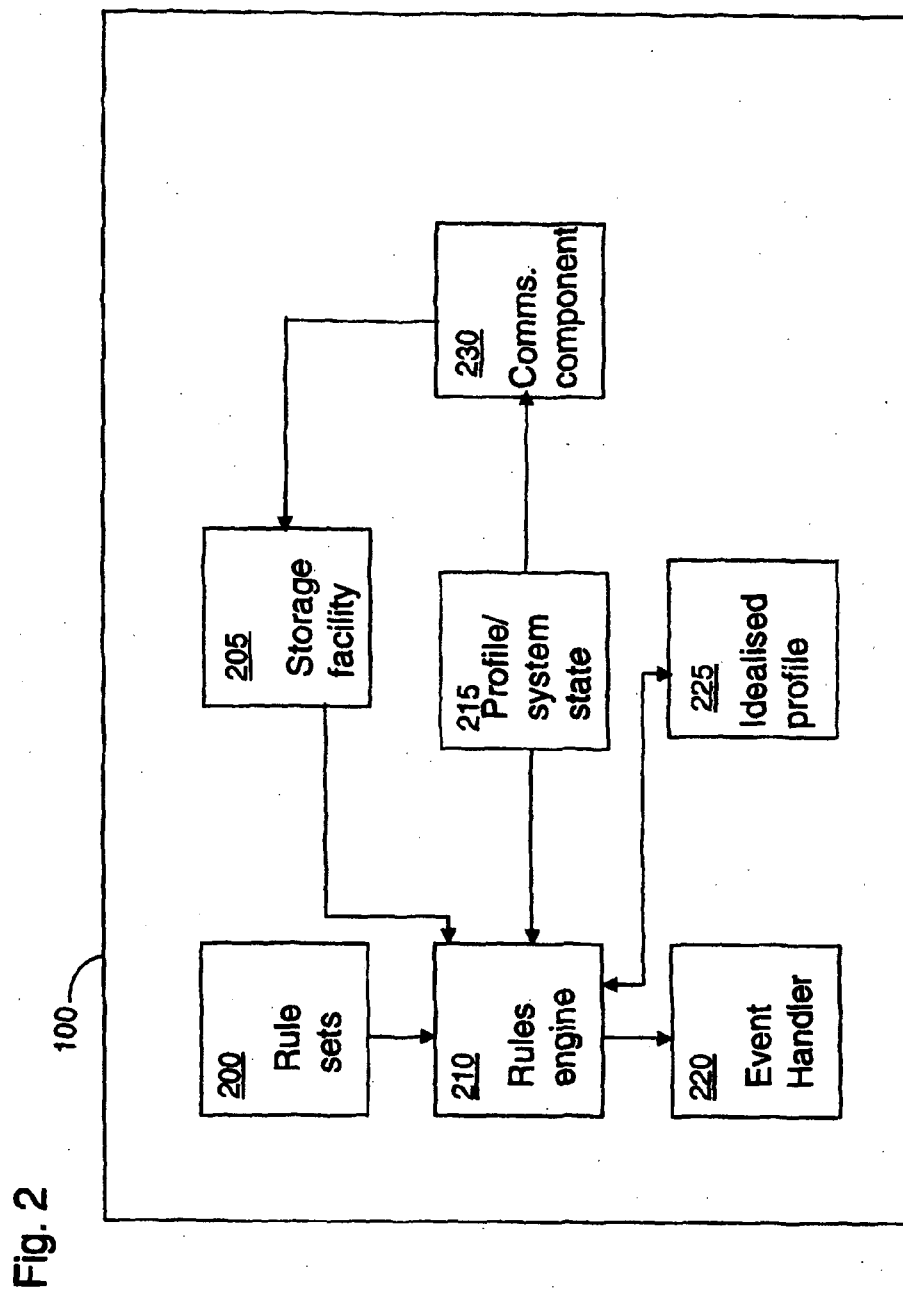 Fig. 2
100
200
Rule
sets
205
Storage
facility
210
Rules
engine
215
Profile/
system
state
230
Comms.
component
220
Event
Handler
225
Idealised
profile